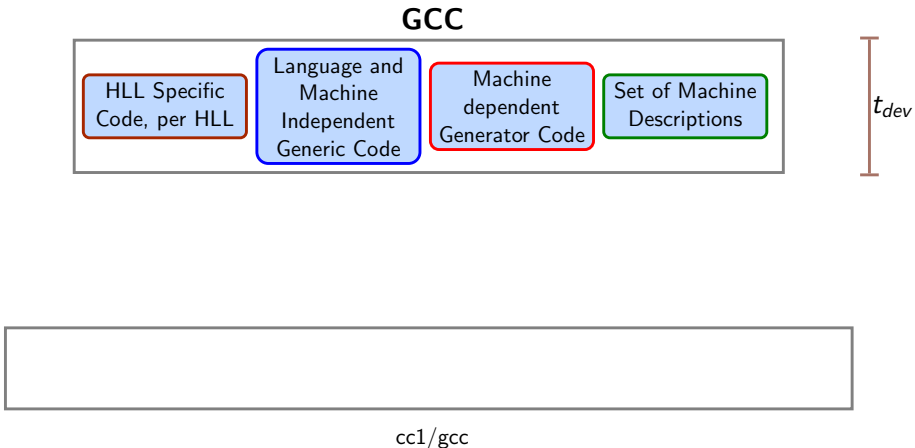 GCC
HLL Specific
Code, per HLL
Language and
Machine
Independent
Generic Code
Machine
dependent
Generator Code
Set of Machine
Descriptions
t_dev
cc1/gcc